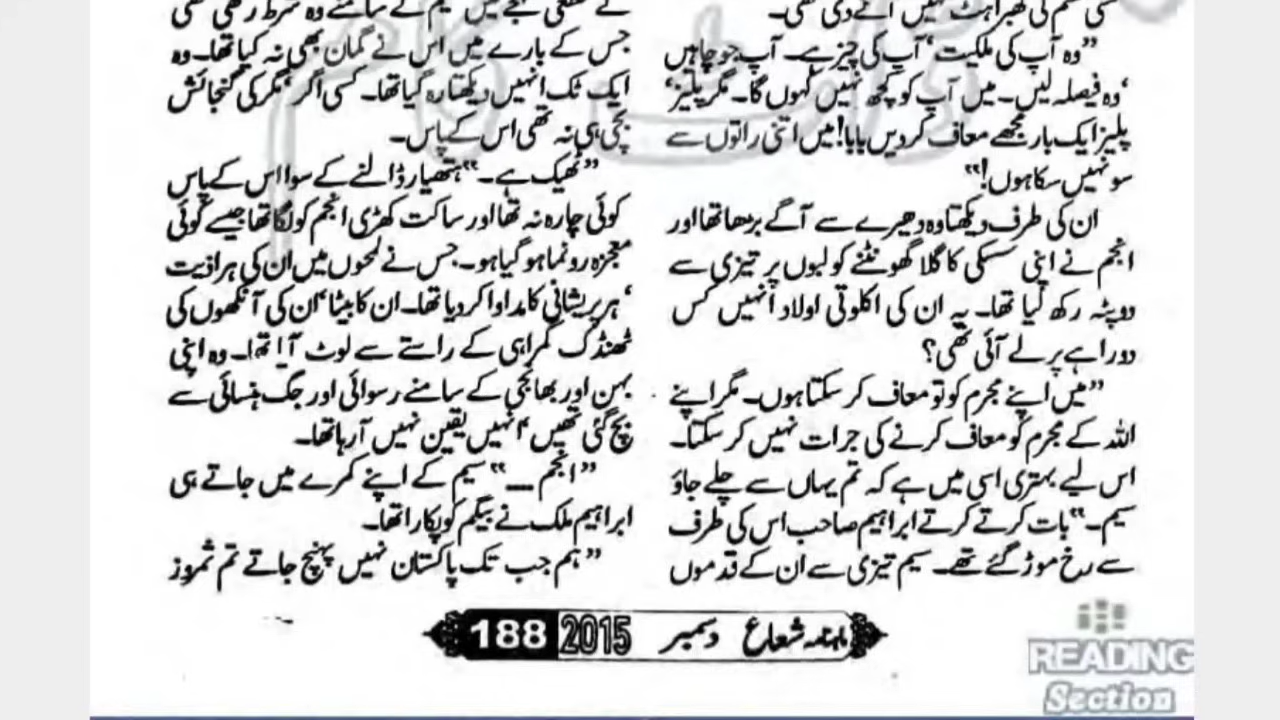 کسی قسم کی گھبراہٹ نہیں آنے دی تھی۔
”وہ آپ کی ملکیت‘ آپ کی چیز ہے۔ آپ جو چاہیں
‘وہ فیصلہ لیں۔ میں آپ کو کچھ نہیں کہوں گا۔ مگر پلیز‘
پلیز ایک بار مجھے معاف کر دیں بابا! میں اتنی راتوں سے
سو نہیں سکا ہوں!“
ان کی طرف دیکھتا وہ دھیرے سے آگے بڑھا تھا اور
انجم نے اپنی سسکی کا گلا گھونٹنے کو لبوں پر تیزی سے
دوپٹہ رکھ لیا تھا۔ یہ ان کی اکلوتی اولاد انہیں کس
دوراہے پر لے آئی تھی؟
”میں اپنے مجرم کو تو معاف کر سکتا ہوں۔ مگر اپنے
اللہ کے مجرم کو معاف کرنے کی جرات نہیں کر سکتا۔
اس لیے بہتری اسی میں ہے کہ تم یہاں سے چلے جاؤ
سیم۔“ بات کرتے کرتے ابراہیم صاحب اس کی طرف
سے رخ موڑ گئے تھے۔ سیم تیزی سے ان کے قدموں
کے سامنے وہ شرط رکھی تھی
جس کے بارے میں اس نے گمان بھی نہ کیا تھا۔ وہ
ایک ٹک انہیں دیکھتا رہ گیا تھا۔ کسی اگر‘ مگر کی گنجائش
بچی ہی نہ تھی اس کے پاس۔
”ٹھیک ہے۔“ ہتھیار ڈالنے کے سوا اس کے پاس
کوئی چارہ نہ تھا اور ساکت کھڑی انجم کو لگا تھا جیسے کوئی
معجزہ رونما ہو گیا ہو۔ جس نے لمحوں میں ان کی ہر اذیت
‘ہر پریشانی کا مداوا کر دیا تھا۔ ان کا بیٹا‘ ان کی آنکھوں کی
ٹھنڈک گمراہی کے راستے سے لوٹ آیا تھا۔ وہ اپنی
بہن اور بھانجی کے سامنے رسوائی اور جگ ہنسائی سے
بچ گئی تھیں‘ انہیں یقین نہیں آ رہا تھا۔
”انجم ــ“ سیم کے اپنے کمرے میں جاتے ہی
ابراہیم ملک نے بیگم کو پکارا تھا۔
”ہم جب تک پاکستان نہیں پہنچ جاتے تم شموز
ماہنامہ شعاع دسمبر 2015 188
READING
Section